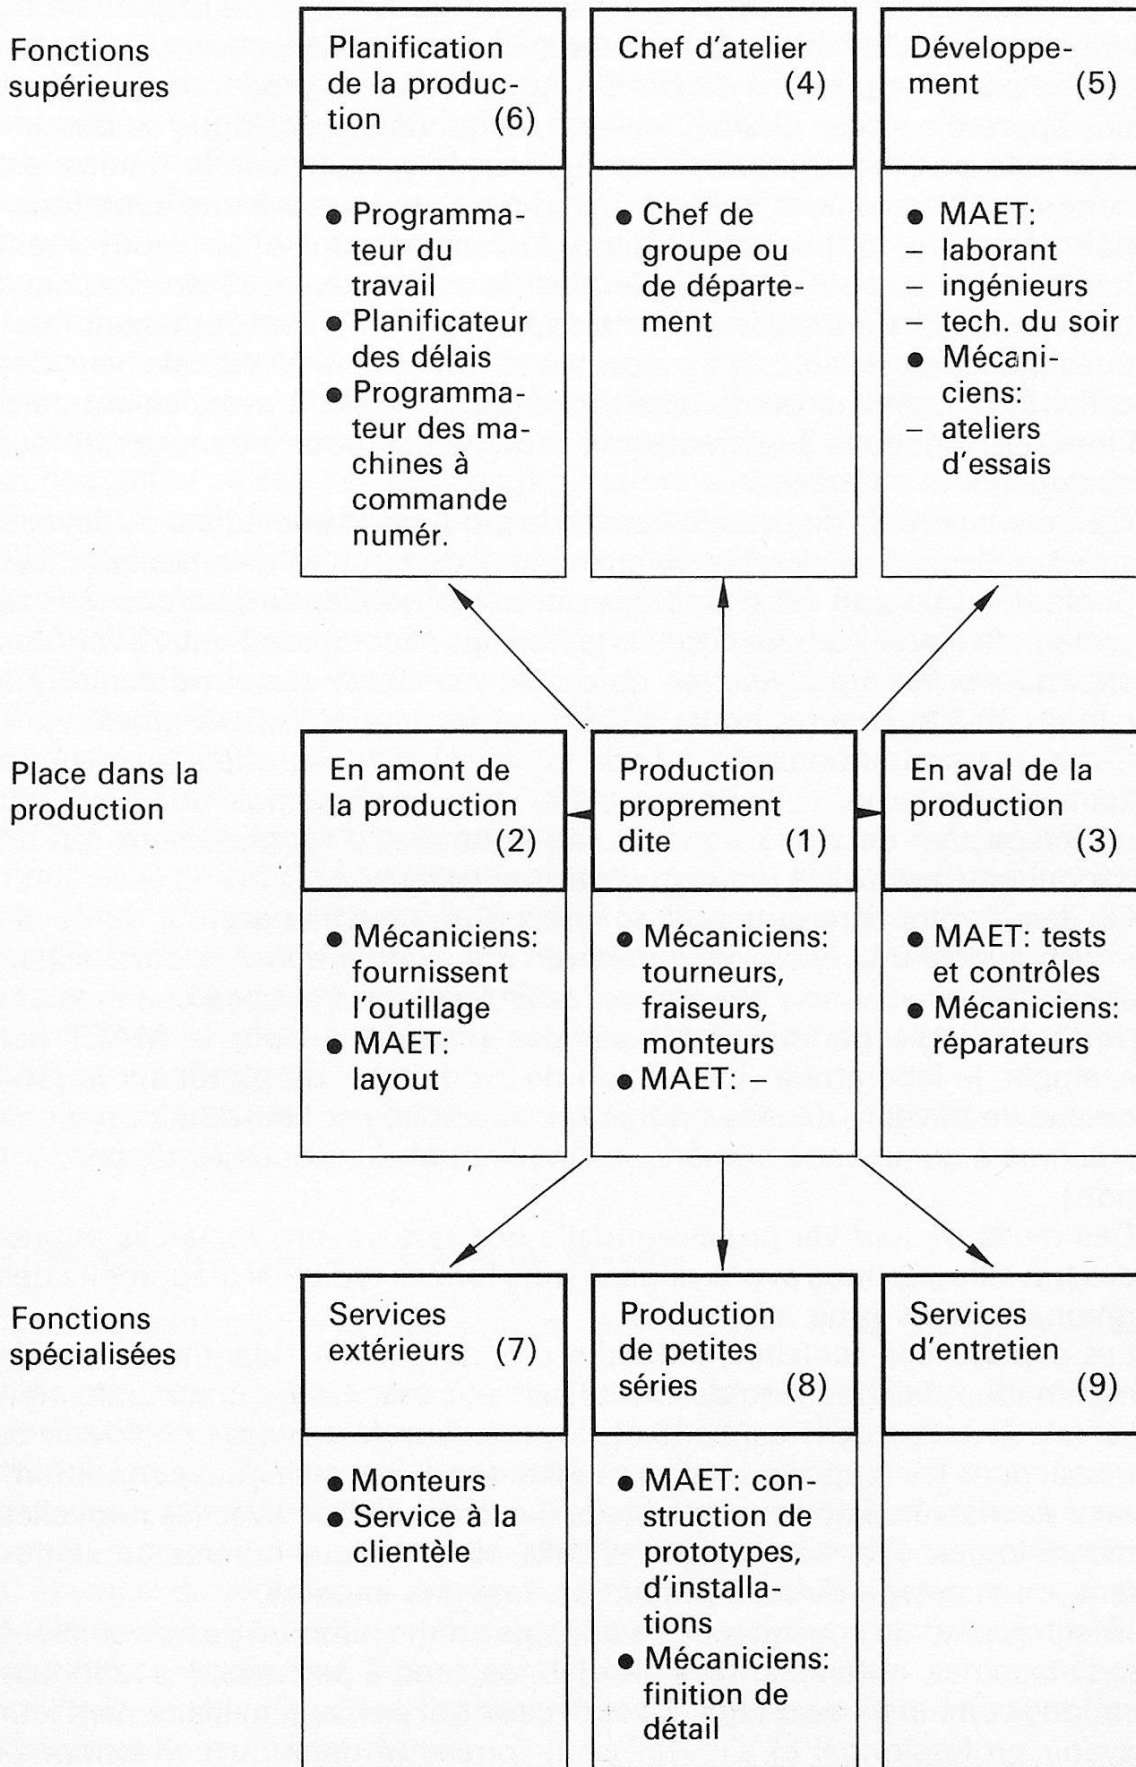 Fonctions
supérieures
Planification
de la produc-
tion (6)
Chef d'atelier
(4)
Développe-
ment (5)
● Programma-
teur du
travail
● Planificateur
des délais
● Programma-
teur des ma-
chines à
commande
numér.
● Chef de
groupe ou
de départe-
ment
● MAET:
– laborant
– ingénieurs
– tech. du soir
● Mécani-
ciens:
– ateliers
d'essais
Place dans la
production
En amont de
la production
(2)
Production
proprement
dite (1)
En aval de la
production
(3)
● Mécaniciens:
fournissent
l'outillage
● MAET:
layout
● Mécaniciens:
tourneurs,
fraiseurs,
monteurs
● MAET: –
● MAET: tests
et contrôles
● Mécaniciens:
réparateurs
Fonctions
spécialisées
Services
extérieurs (7)
Production
de petites
séries (8)
Services
d'entretien
(9)
● Monteurs
● Service à la
clientèle
● MAET: con-
struction de
prototypes,
d'installa-
tions
● Mécaniciens:
finition de
détail